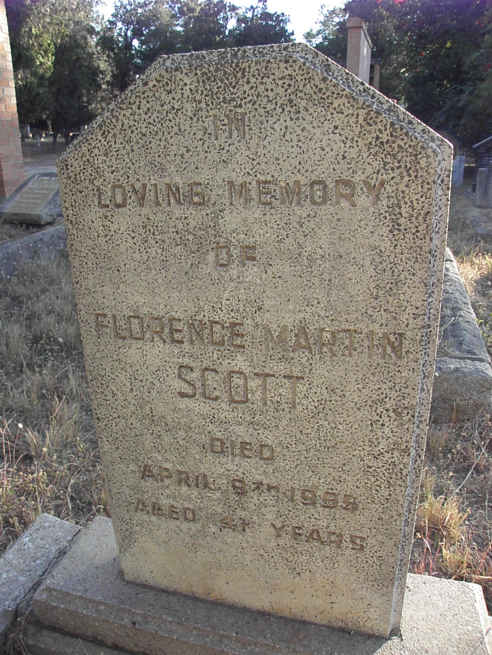 IN
LOVING MEMORY
OF
FLORENCE MARTIN
SCOTT
DIED
APRIL
AGED YEARS